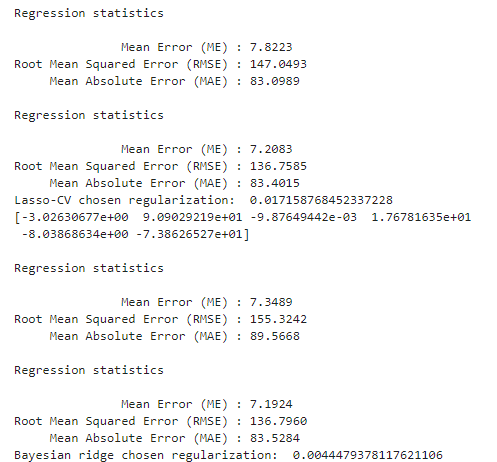 Regression statistics
Mean Error (ME) : 7.8223
Root Mean Squared Error (RMSE) : 147.0493
Mean Absolute Error (MAE) : 83.0989
Regression statistics
Mean Error (ME) : 7.2083
Root Mean Squared Error (RMSE) : 136.7585
Mean Absolute Error (MAE) : 83.4015
Lasso-CV chosen regularization:  0.017158768452337228
[-3.02630677e+00  9.09029219e+01 -9.87649442e-03  1.76781635e+01
-8.03868634e+00 -7.38626527e+01]
Regression statistics
Mean Error (ME) : 7.3489
Root Mean Squared Error (RMSE) : 155.3242
Mean Absolute Error (MAE) : 89.5668
Regression statistics
Mean Error (ME) : 7.1924
Root Mean Squared Error (RMSE) : 136.7960
Mean Absolute Error (MAE) : 83.5284
Bayesian ridge chosen regularization:  0.0044479378117621106